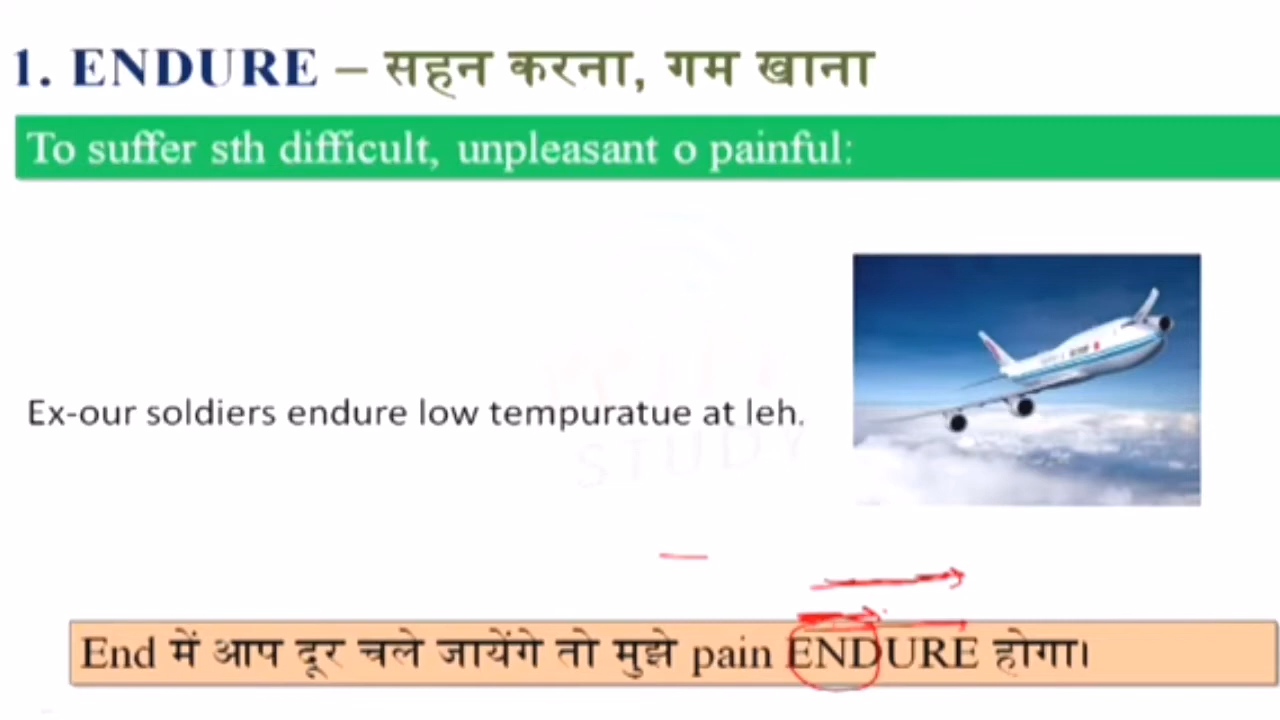 1. ENDURE – सहन करना, गम खाना
To suffer sth difficult, unpleasant o painful:
Ex-our soldiers endure low tempuratue at leh.
STUDY
End में आप दूर चले जायेंगे तो मुझे pain ENDURE होगा।